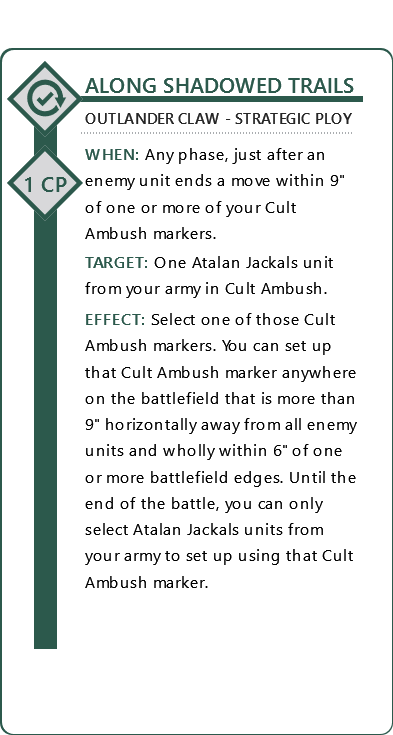 ALONG SHADOWED TRAILS
OUTLANDER CLAW - STRATEGIC PLOY
1 CP
WHEN: Any phase, just after an
enemy unit ends a move within 9"
of one or more of your Cult
Ambush markers.
TARGET: One Atalan Jackals unit
from your army in Cult Ambush.
EFFECT: Select one of those Cult
Ambush markers. You can set up
that Cult Ambush marker anywhere
on the battlefield that is more than
9" horizontally away from all enemy
units and wholly within 6" of one
or more battlefield edges. Until the
end of the battle, you can only
select Atalan Jackals units from
your army to set up using that Cult
Ambush marker.